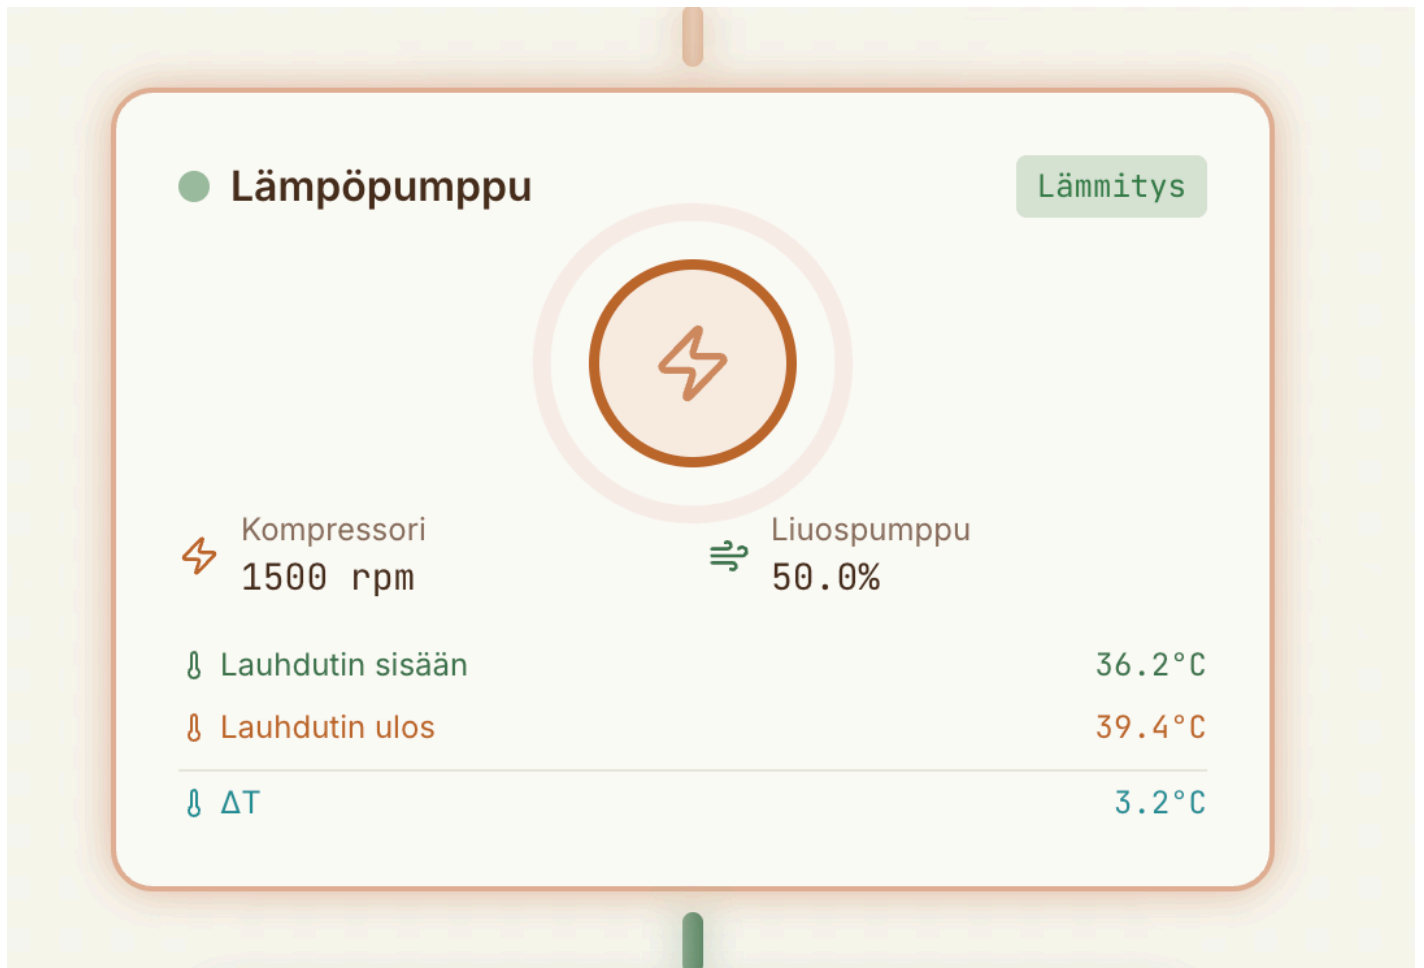 Lämpöpumppu
Lämmitys
Kompressori
1500 rpm
Liuospumppu
50.0%
Lauhdutin sisään 36.2°C
Lauhdutin ulos 39.4°C
ΔT 3.2°C